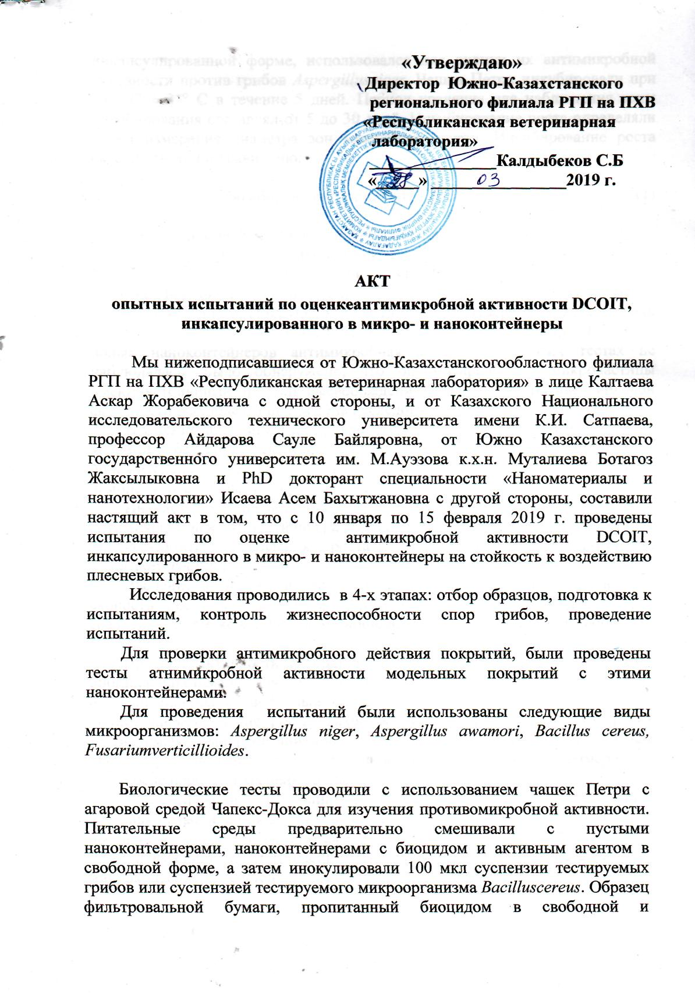 «Утверждаю»
Директор Южно-Казахстанского
регионального филиала РГП на ПХВ
«Республиканская ветеринарная
лаборатория»
Калдыбеков С.Б
« 28 » 03 2019 г.
АКТ
опытных испытаний по оценкеантимикробной активности DCOIT,
инкапсулированного в микро- и наноконтейнеры
Мы нижеподписавшиеся от Южно-Казахстанскогообластного филиала
РГП на ПХВ «Республиканская ветеринарная лаборатория» в лице Калтаева
Аскар Жорабековича с одной стороны, и от Казахского Национального
исследовательского технического университета имени К.И. Сатпаева,
профессор Айдарова Сауле Байляровна, от Южно Казахстанского
государственного университета им. М.Ауэзова к.х.н. Муталиева Ботагоз
Жаксылыковна и PhD докторант специальности «Наноматериалы и
нанотехнологии» Исаева Асем Бахытжановна с другой стороны, составили
настящий акт в том, что с 10 января по 15 февраля 2019 г. проведены
испытания по оценке антимикробной активности DCOIT,
инкапсулированного в микро- и наноконтейнеры на стойкость к воздействию
плесневых грибов.
Исследования проводились в 4-х этапах: отбор образцов, подготовка к
испытаниям, контроль жизнеспособности спор грибов, проведение
испытаний.
Для проверки антимикробного действия покрытий, были проведены
тесты атнимикробной активности модельных покрытий с этими
наноконтейнерами.
Для проведения испытаний были использованы следующие виды
микроорганизмов: Aspergillus niger, Aspergillus awamori, Bacillus cereus,
Fusariumverticillioides.
Биологические тесты проводили с использованием чашек Петри с
агаровой средой Чапекс-Докса для изучения противомикробной активности.
Питательные среды предварительно смешивали с пустыми
наноконтейнерами, наноконтейнерами с биоцидом и активным агентом в
свободной форме, а затем инокулировали 100 мкл суспензии тестируемых
грибов или суспензией тестируемого микроорганизма Bacilluscereus. Образец
фильтровальной бумаги, пропитанный биоцидом в свободной и